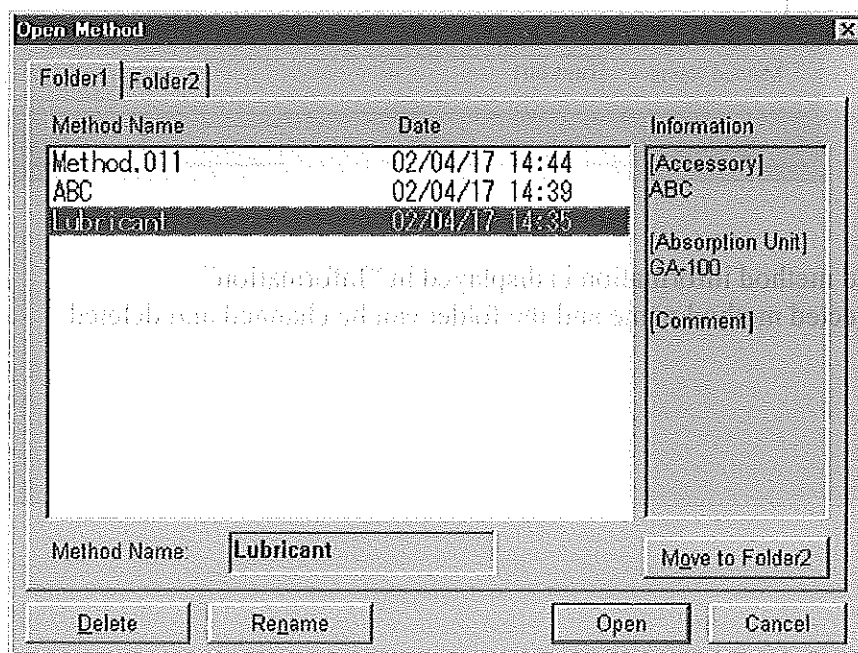 Open Method
Folder1 Folder2
Method Name Date Information
Method.011 02/04/17 14:44
ABC 02/04/17 14:39
Lubricant 02/04/17 14:35
[Accessory]
ABC
[Absorption Unit]
GA-100
[Comment]
Method Name: Lubricant
Move to Folder2
Delete Rename Open Cancel